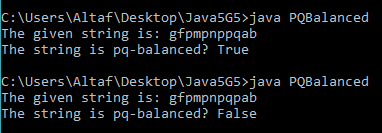 C:\Users\Altaf\Desktop\Java5G5>java PQBalanced
The given string is: gfpmpnppqab
The string is pq-balanced? True
C:\Users\Altaf\Desktop\Java5G5>java PQBalanced
The given string is: gfpmpnpqpab
The string is pq-balanced? False